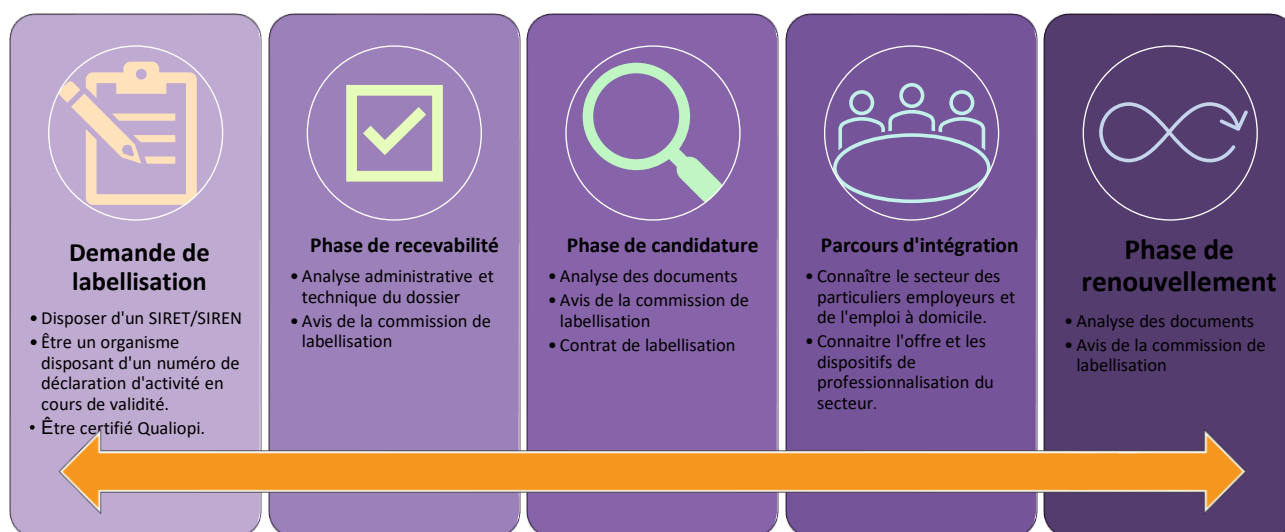 Demande de
labellisation
• Disposer d'un SIRET/SIREN
• Être un organisme
disposant d'un numéro de
déclaration d'activité en
cours de validité.
• Être certifié Qualiopi.
Phase de recevabilité
• Analyse administrative et
technique du dossier
• Avis de la commission de
labellisation
Phase de candidature
• Analyse des documents
• Avis de la commission de
labellisation
• Contrat de labellisation
Parcours d'intégration
• Connaître le secteur des
particuliers employeurs et
de l'emploi à domicile.
• Connaitre l'offre et les
dispositifs de
professionnalisation du
secteur.
Phase de
renouvellement
• Analyse des documents
• Avis de la commission de
labellisation